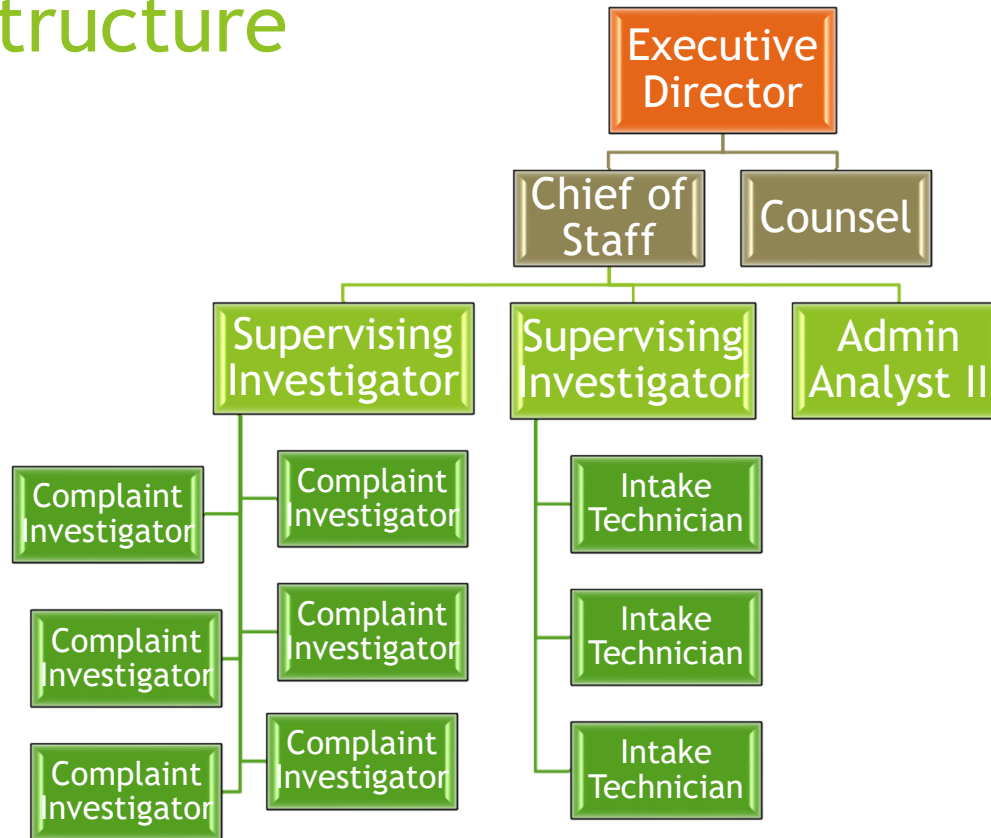 tructure
Executive
Director
Chief of
Staff
Counsel
Supervising
Investigator
Supervising
Investigator
Admin
Analyst II
Complaint
Investigator
Complaint
Investigator
Intake
Technician
Complaint
Investigator
Complaint
Investigator
Intake
Technician
Complaint
Investigator
Complaint
Investigator
Intake
Technician